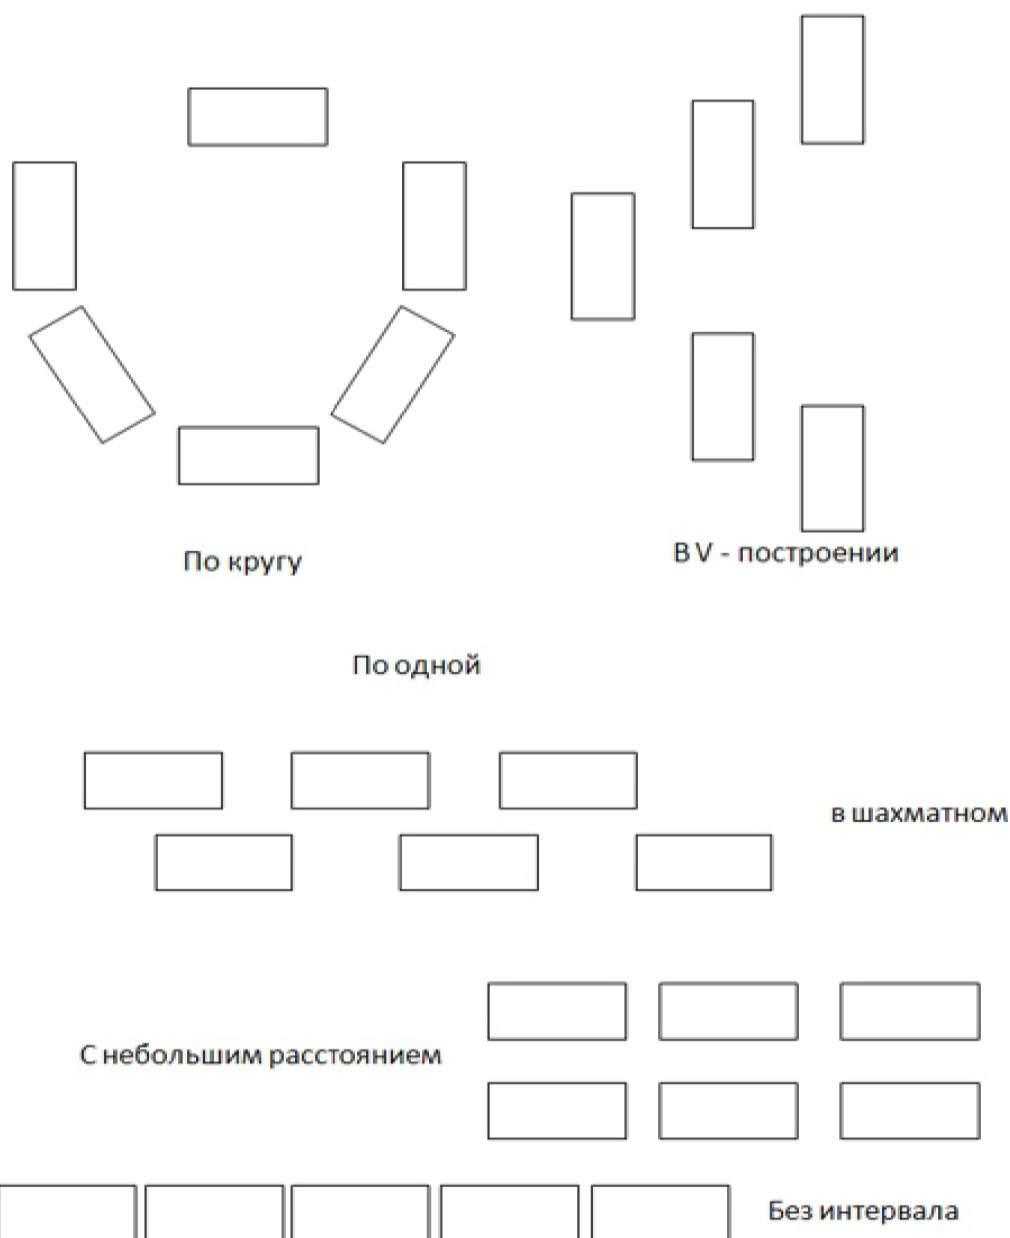 По кругу
В V - построении
По одной
в шахматном
С небольшим расстоянием
Без интервала